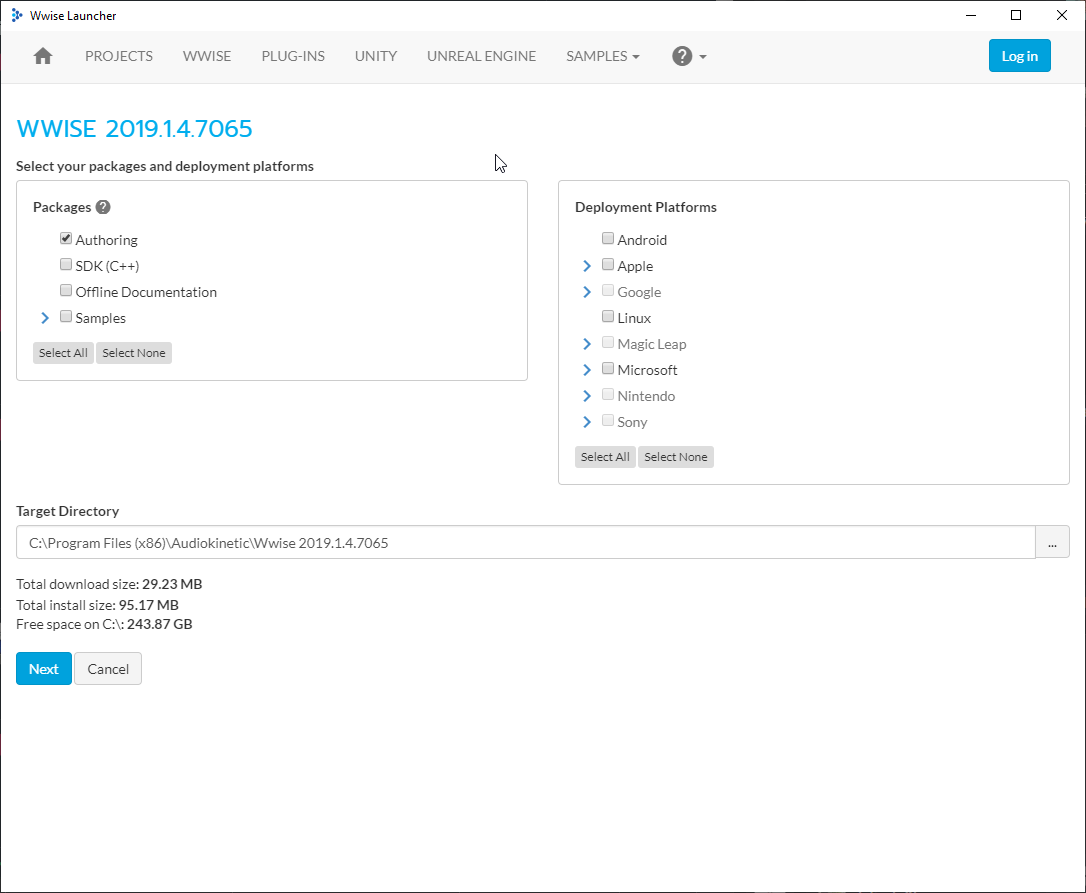 Wwise Launcher
PROJECTS WWISE PLUG-INS UNITY UNREAL ENGINE SAMPLES ? Log in
WWISE 2019.1.4.7065
Select your packages and deployment platforms
Packages ?
Authoring
SDK (C++)
Offline Documentation
Samples
Select All Select None
Deployment Platforms
Android
Apple
Google
Linux
Magic Leap
Microsoft
Nintendo
Sony
Select All Select None
Target Directory
C:\Program Files (x86)\Audiokinetic\Wwise 2019.1.4.7065 ...
Total download size: 29.23 MB
Total install size: 95.17 MB
Free space on C:\: 243.87 GB
Next Cancel